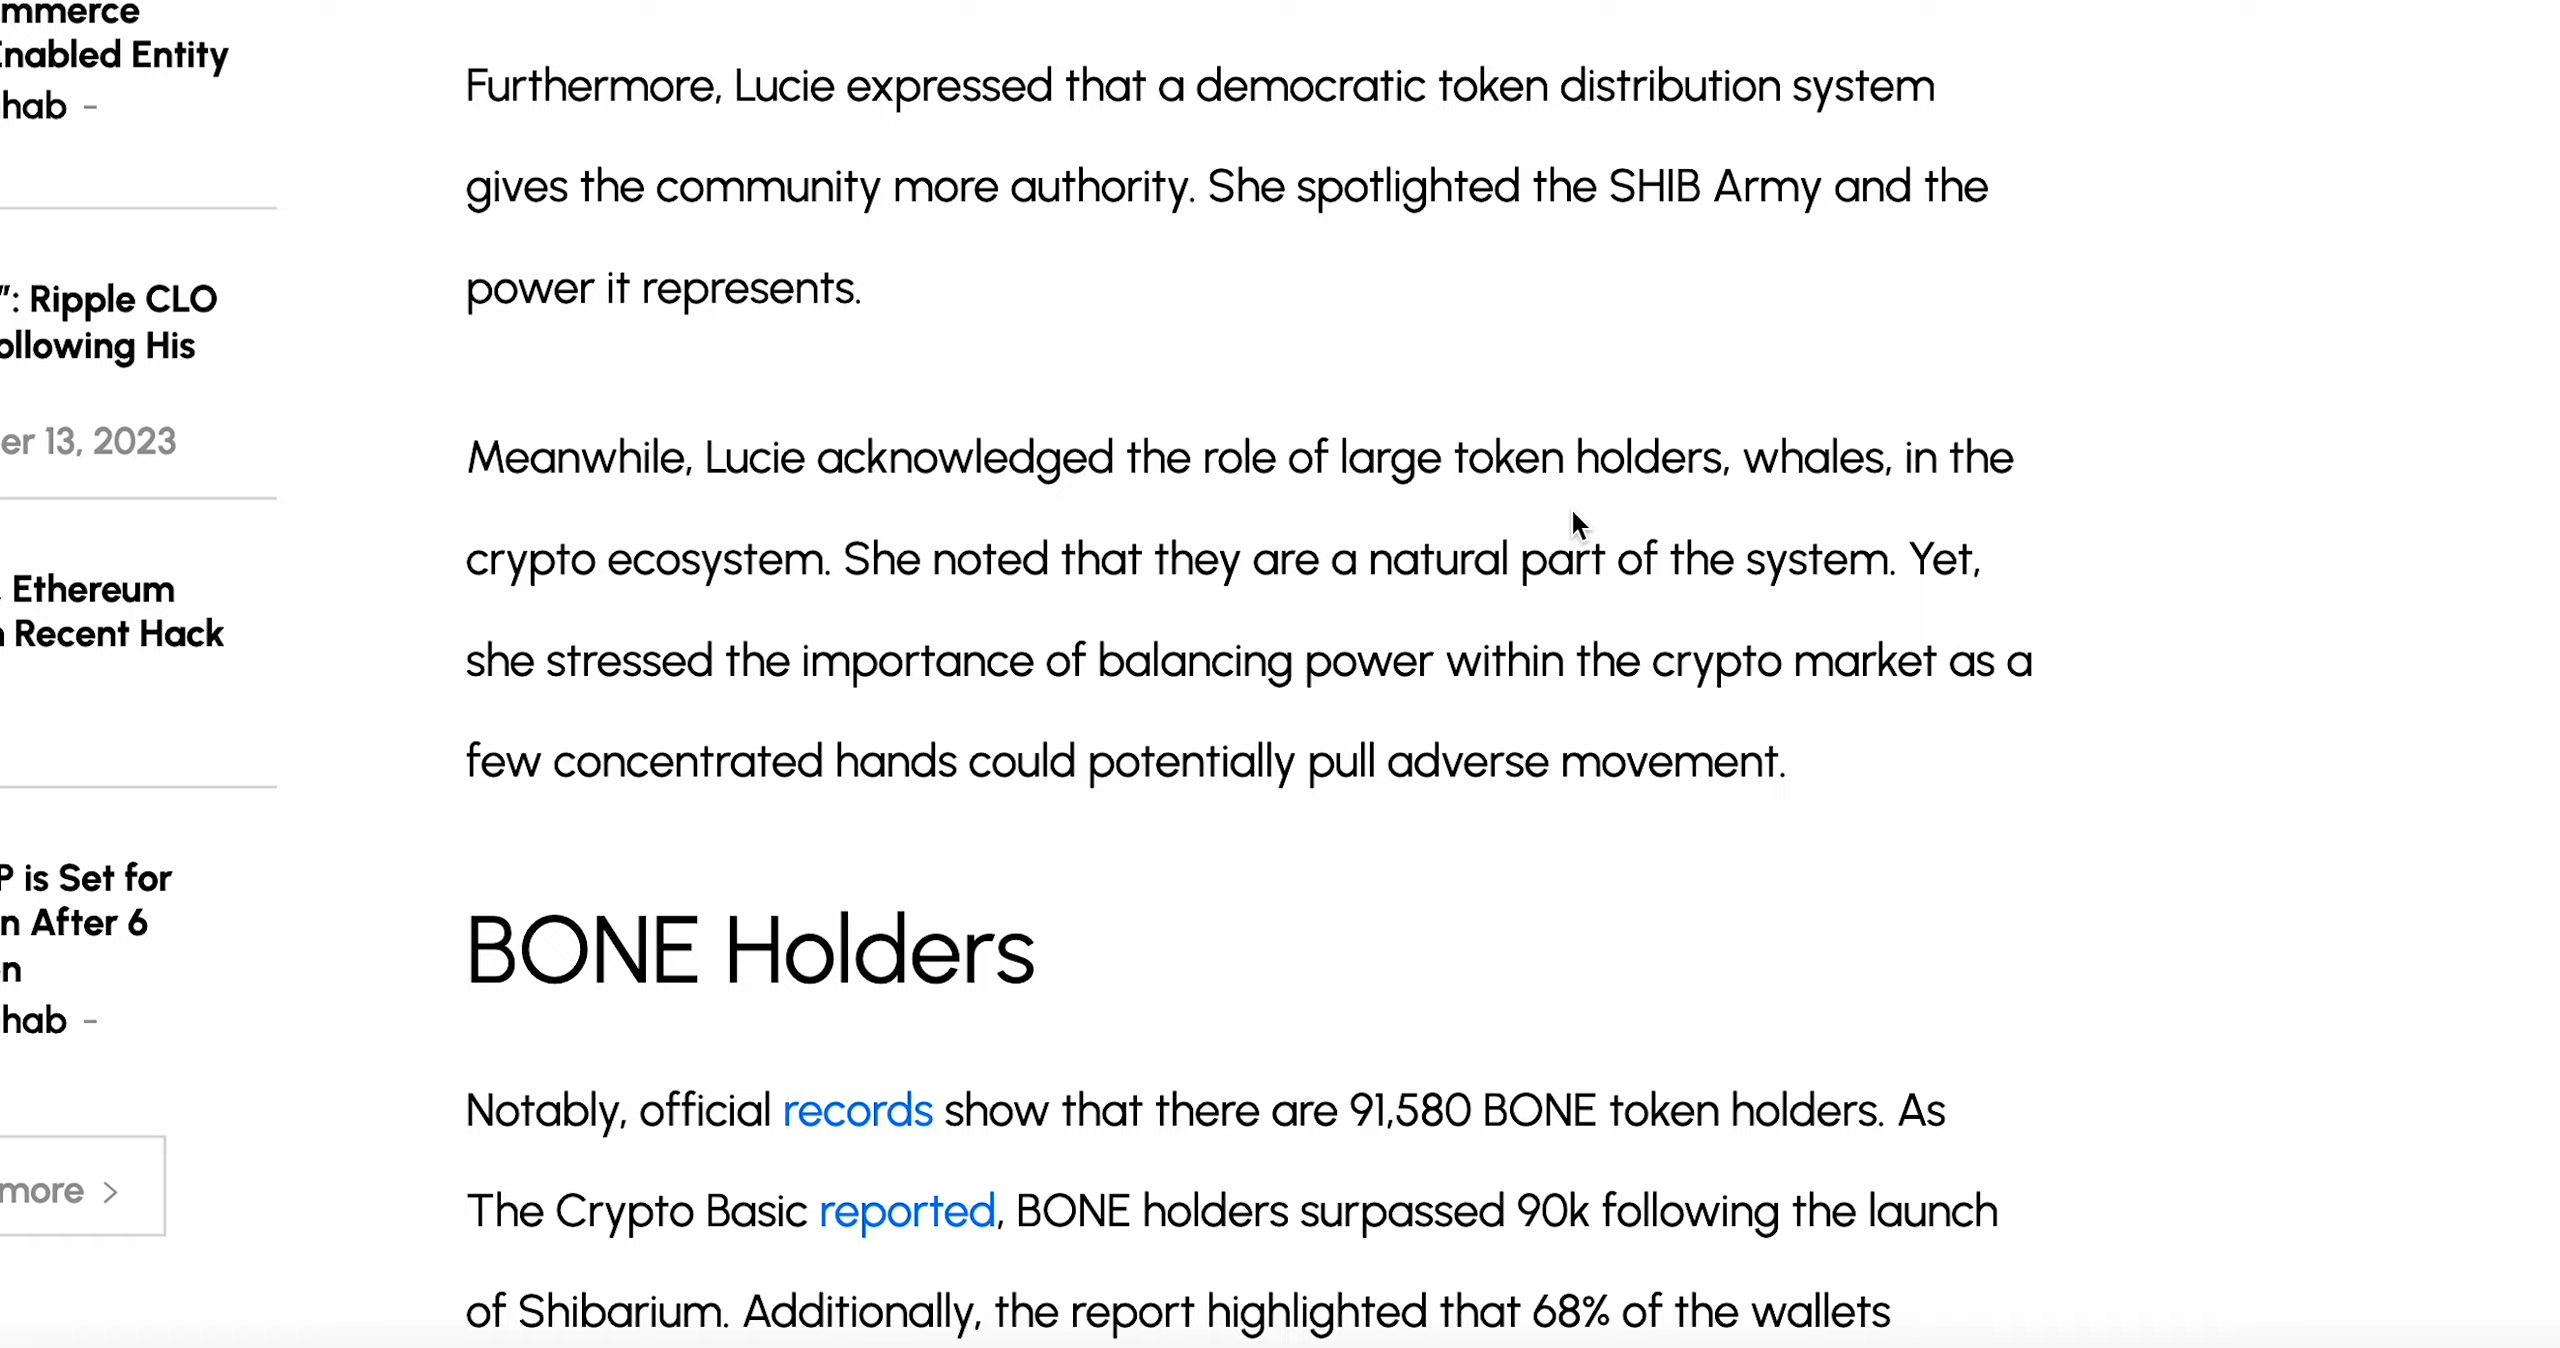 mmerce
Enabled Entity
hab -
": Ripple CLO
ollowing His
er 13, 2023
Ethereum
Recent Hack
P is Set for
n After 6
n
hab -
more >
Furthermore, Lucie expressed that a democratic token distribution system
gives the community more authority. She spotlighted the SHIB Army and the
power it represents.
Meanwhile, Lucie acknowledged the role of large token holders, whales, in the
crypto ecosystem. She noted that they are a natural part of the system. Yet,
she stressed the importance of balancing power within the crypto market as a
few concentrated hands could potentially pull adverse movement.
BONE Holders
Notably, official records show that there are 91,580 BONE token holders. As
The Crypto Basic reported, BONE holders surpassed 90k following the launch
of Shibarium. Additionally, the report highlighted that 68% of the wallets